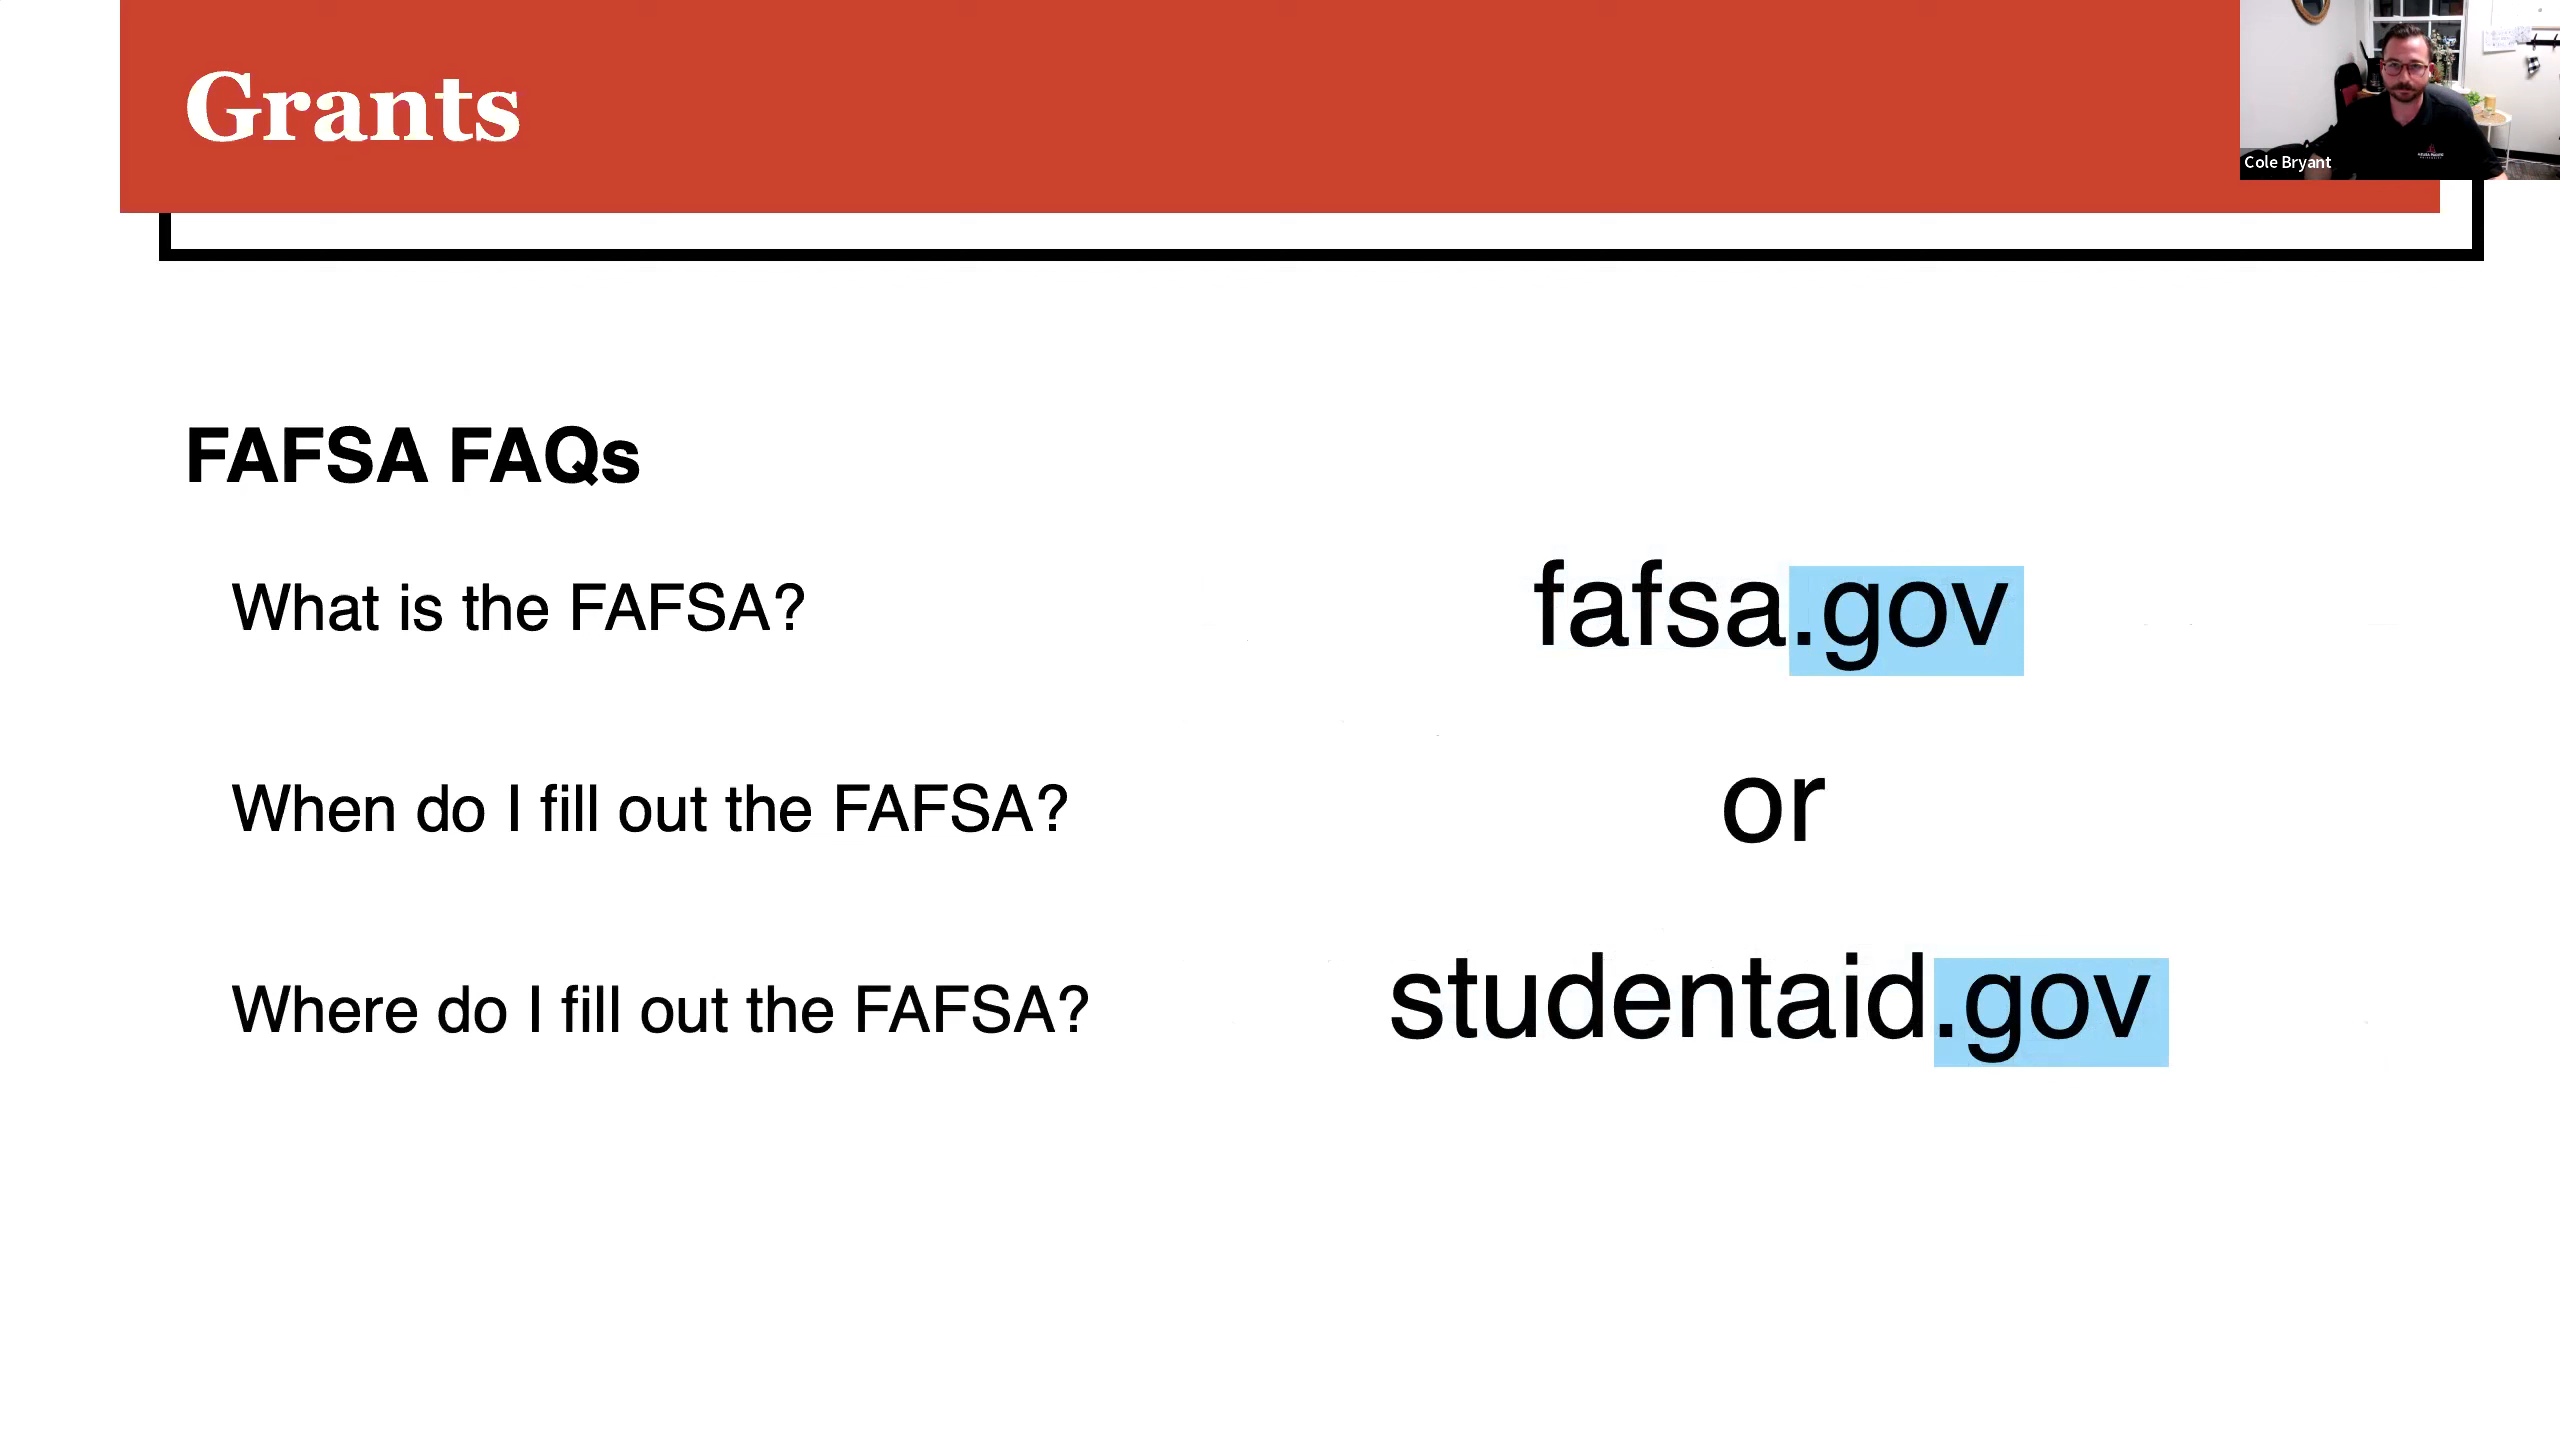 Grants
Cole Bryant
FAFSA FAQs
What is the FAFSA?
When do I fill out the FAFSA?
Where do I fill out the FAFSA?
fafsa.gov
or
studentaid.gov